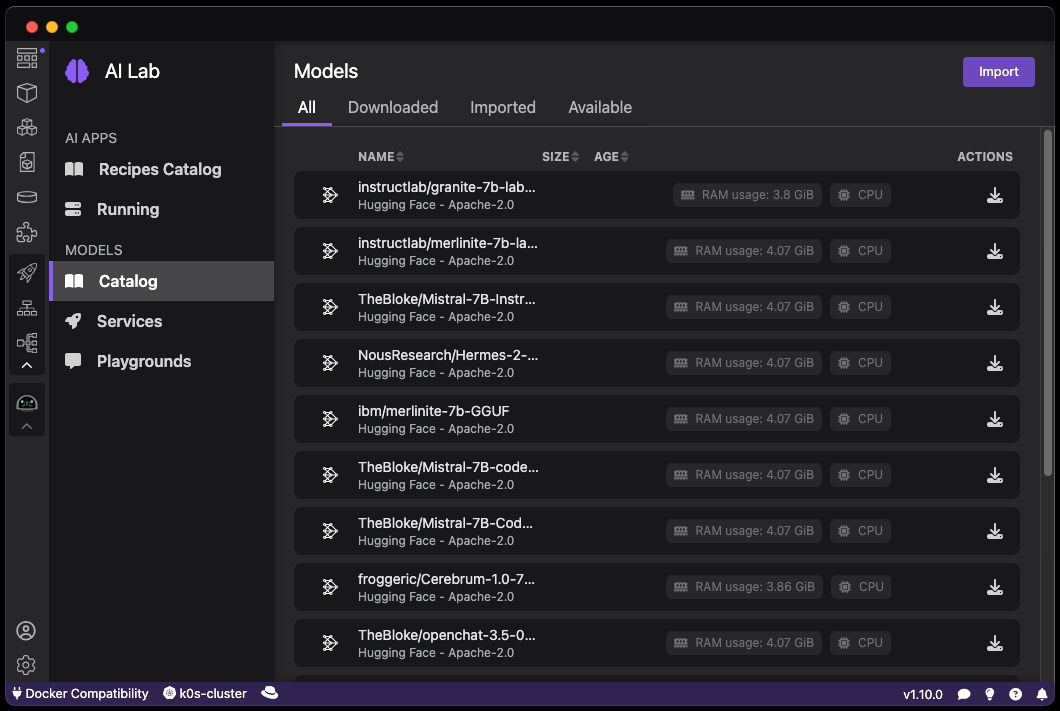 AI Lab
AI APPS
Recipes Catalog
Running
MODELS
Catalog
Services
Playgrounds
Models
Import
All Downloaded Imported Available
NAME SIZE AGE ACTIONS
instructlab/granite-7b-lab...
Hugging Face - Apache-2.0
RAM usage: 3.8 GiB CPU
instructlab/merlinite-7b-la...
Hugging Face - Apache-2.0
RAM usage: 4.07 GiB CPU
TheBloke/Mistral-7B-Instr...
Hugging Face - Apache-2.0
RAM usage: 4.07 GiB CPU
NousResearch/Hermes-2-...
Hugging Face - Apache-2.0
RAM usage: 4.07 GiB CPU
ibm/merlinite-7b-GGUF
Hugging Face - Apache-2.0
RAM usage: 4.07 GiB CPU
TheBloke/Mistral-7B-code...
Hugging Face - Apache-2.0
RAM usage: 4.07 GiB CPU
TheBloke/Mistral-7B-Cod...
Hugging Face - Apache-2.0
RAM usage: 4.07 GiB CPU
froggeric/Cerebrum-1.0-7...
Hugging Face - Apache-2.0
RAM usage: 3.86 GiB CPU
TheBloke/openchat-3.5-0...
Hugging Face - Apache-2.0
RAM usage: 4.07 GiB CPU
Docker Compatibility k0s-cluster v1.10.0